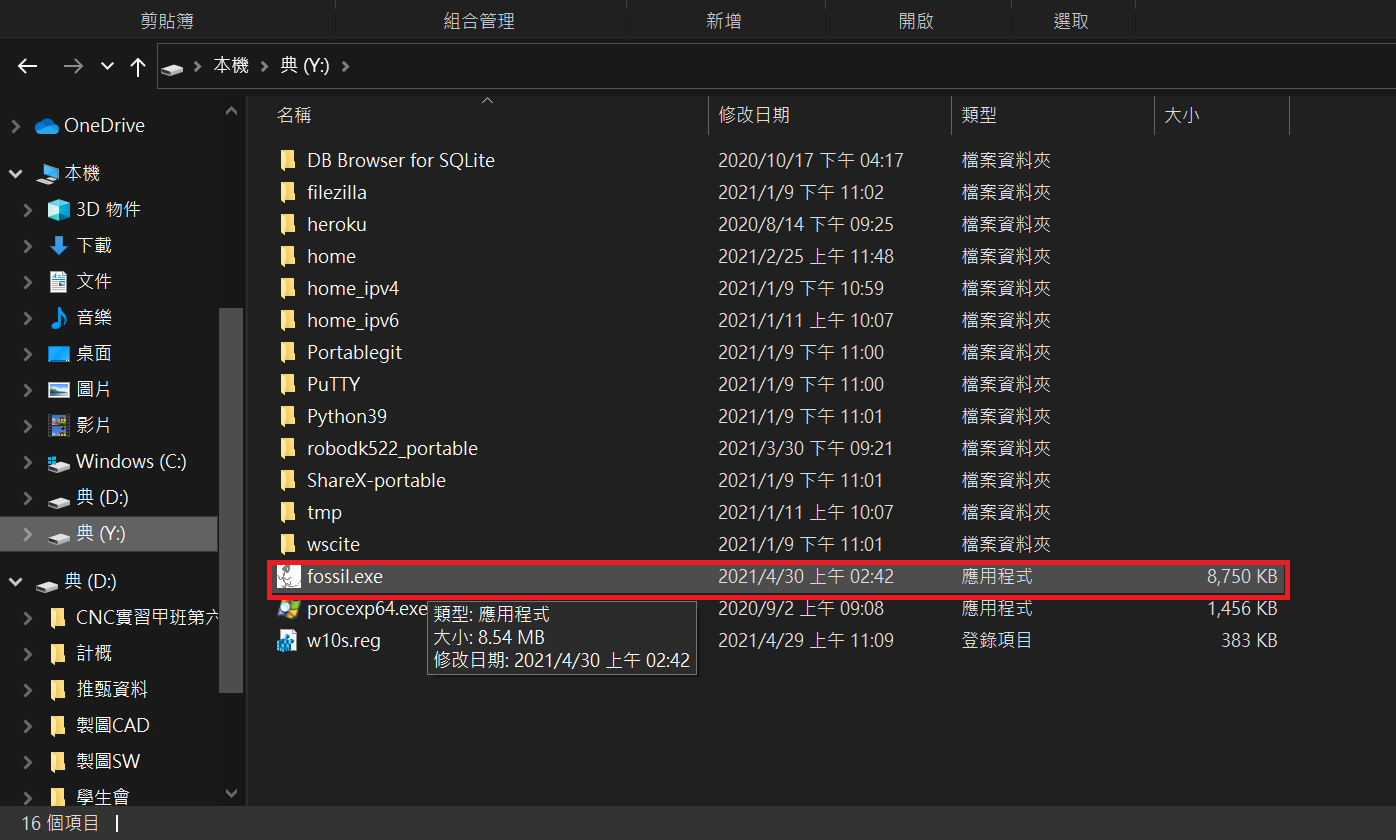 剪貼簿 組合管理 新增 開啟 選取
本機 典 (Y:)
OneDrive
本機
3D 物件
下載
文件
音樂
桌面
圖片
影片
Windows (C:)
典 (D:)
典 (Y:)
典 (D:)
CNC實習甲班第六
計概
推甄資料
製圖CAD
製圖SW
學生會
名稱 修改日期 類型 大小
DB Browser for SQLite 2020/10/17 下午 04:17 檔案資料夾
filezilla 2021/1/9 下午 11:02 檔案資料夾
heroku 2020/8/14 下午 09:25 檔案資料夾
home 2021/2/25 上午 11:48 檔案資料夾
home_ipv4 2021/1/9 下午 10:59 檔案資料夾
home_ipv6 2021/1/11 上午 10:07 檔案資料夾
Portablegit 2021/1/9 下午 11:00 檔案資料夾
PuTTY 2021/1/9 下午 11:00 檔案資料夾
Python39 2021/1/9 下午 11:01 檔案資料夾
robodk522_portable 2021/3/30 下午 09:21 檔案資料夾
ShareX-portable 2021/1/9 下午 11:01 檔案資料夾
tmp 2021/1/11 上午 10:07 檔案資料夾
wscite 2021/1/9 下午 11:01 檔案資料夾
fossil.exe 2021/4/30 上午 02:42 應用程式 8,750 KB
procexp64.exe 2020/9/2 上午 09:08 應用程式 1,456 KB
w10s.reg 2021/4/29 上午 11:09 登錄項目 383 KB
類型: 應用程式
大小: 8.54 MB
修改日期: 2021/4/30 上午 02:42
16 個項目